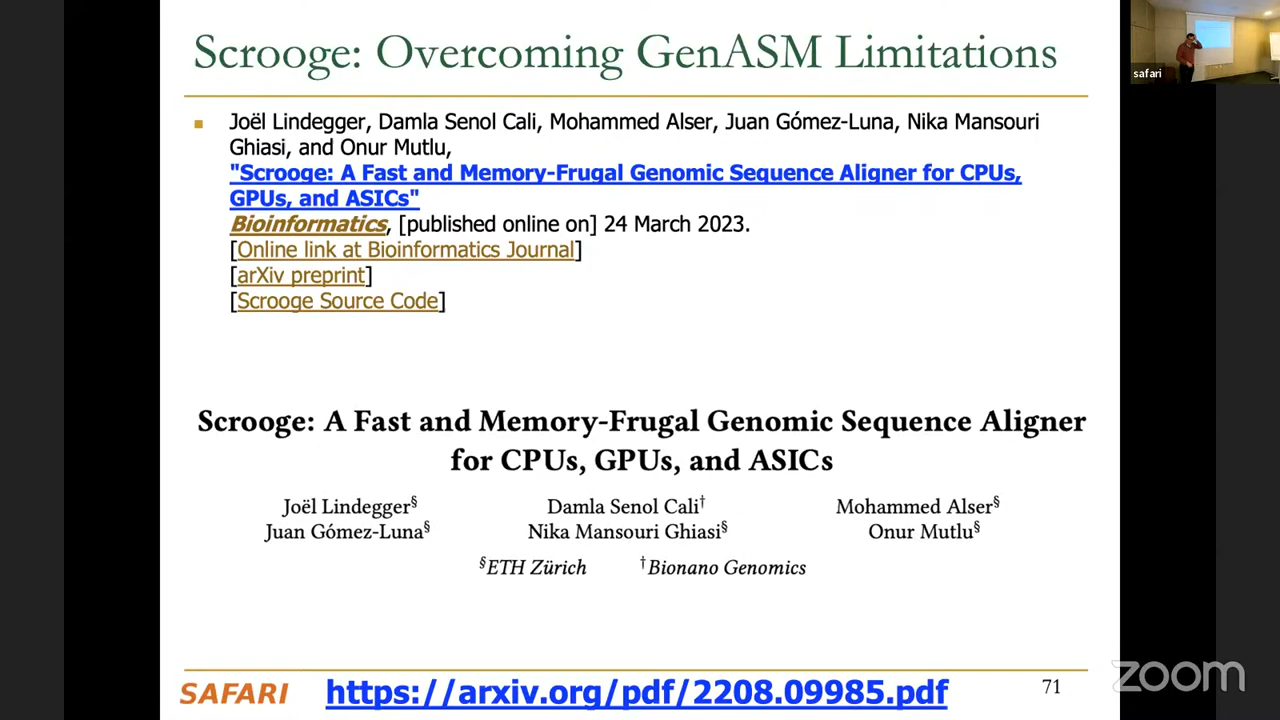 Scrooge: Overcoming GenASM Limitations
safari
Joël Lindegger, Damla Senol Cali, Mohammed Alser, Juan Gómez-Luna, Nika Mansouri
Ghiasi, and Onur Mutlu,
"Scrooge: A Fast and Memory-Frugal Genomic Sequence Aligner for CPUs,
GPUs, and ASICs"
Bioinformatics, [published online on] 24 March 2023.
[Online link at Bioinformatics Journal]
[arXiv preprint]
[Scrooge Source Code]
Scrooge: A Fast and Memory-Frugal Genomic Sequence Aligner
for CPUs, GPUs, and ASICs
Joël Lindegger§ Damla Senol Cali† Mohammed Alser§
Juan Gómez-Luna§ Nika Mansouri Ghiasi§ Onur Mutlu§
§ETH Zürich †Bionano Genomics
SAFARI https://arxiv.org/pdf/2208.09985.pdf 71
zoom